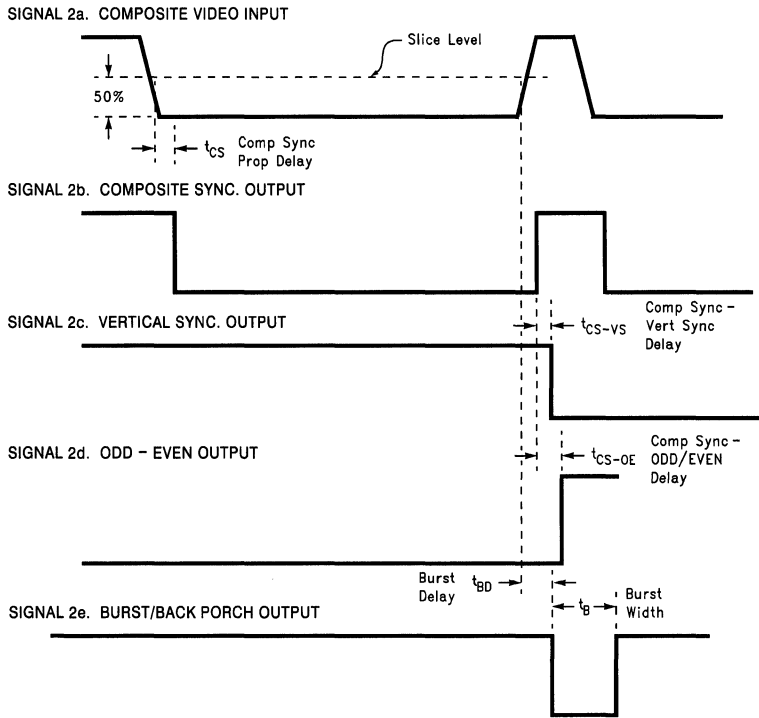 SIGNAL 2a. COMPOSITE VIDEO INPUT
Slice Level
50%
tCS Comp Sync
Prop Delay
SIGNAL 2b. COMPOSITE SYNC. OUTPUT
SIGNAL 2c. VERTICAL SYNC. OUTPUT
tCS-VS
Comp Sync –
Vert Sync
Delay
SIGNAL 2d. ODD – EVEN OUTPUT
tCS-OE
Comp Sync –
ODD/EVEN
Delay
Burst
Delay
tBD
SIGNAL 2e. BURST/BACK PORCH OUTPUT
tB
Burst
Width